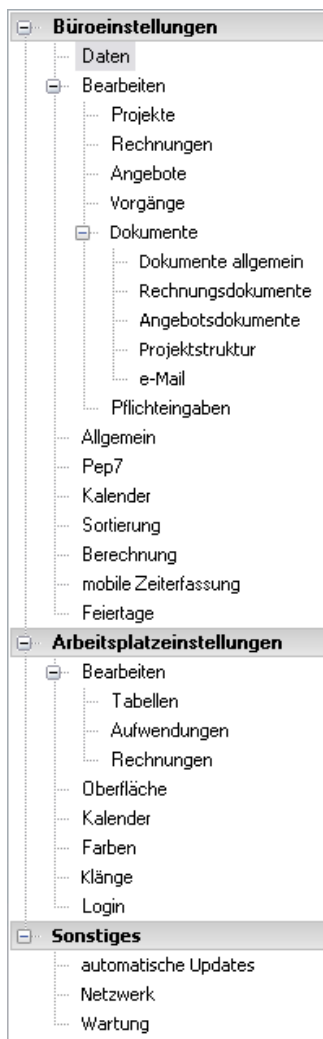 Büroeinstellungen
Daten
Bearbeiten
Projekte
Rechnungen
Angebote
Vorgänge
Dokumente
Dokumente allgemein
Rechnungsdokumente
Angebotsdokumente
Projektstruktur
e-Mail
Pflichteingaben
Allgemein
Pep7
Kalender
Sortierung
Berechnung
mobile Zeiterfassung
Feiertage
Arbeitsplatzeinstellungen
Bearbeiten
Tabellen
Aufwendungen
Rechnungen
Oberfläche
Kalender
Farben
Klänge
Login
Sonstiges
automatische Updates
Netzwerk
Wartung